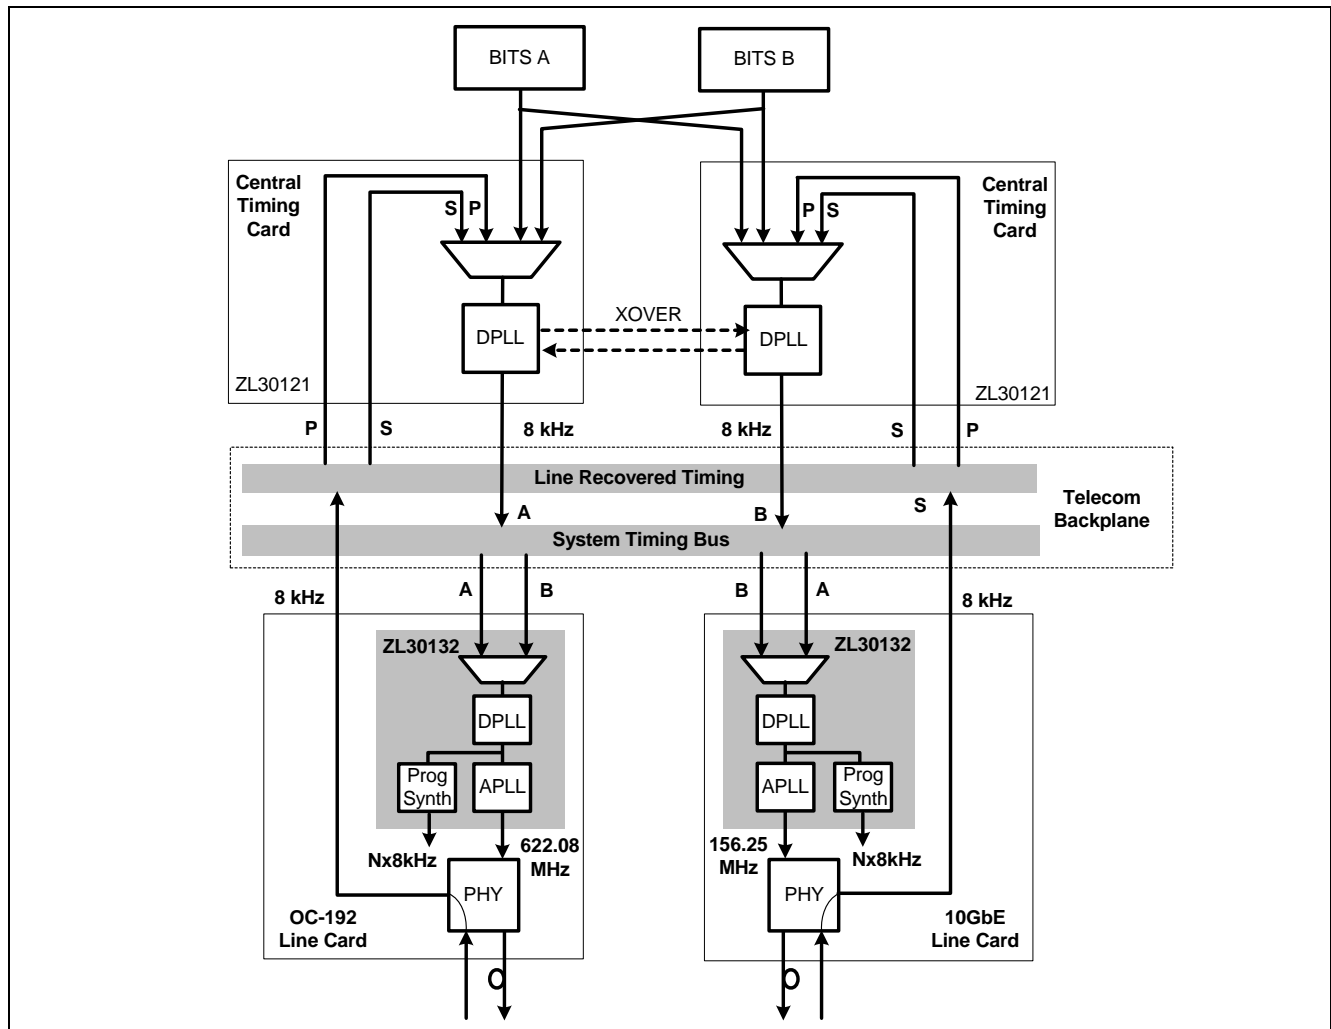 BITS A
BITS B
Central
Timing
Card
Central
Timing
Card
S P
P S
XOVER
DPLL
DPLL
ZL30121
ZL30121
P
S
8 kHz
8 kHz
S
P
Line Recovered Timing
Telecom
Backplane
A
B
S
System Timing Bus
8 kHz
A
B
B
A
8 kHz
ZL30132
ZL30132
DPLL
DPLL
Prog
Synth
APLL
APLL
Prog
Synth
Nx8kHz
622.08
MHz
156.25
MHz
Nx8kHz
PHY
PHY
OC-192
Line Card
10GbE
Line Card